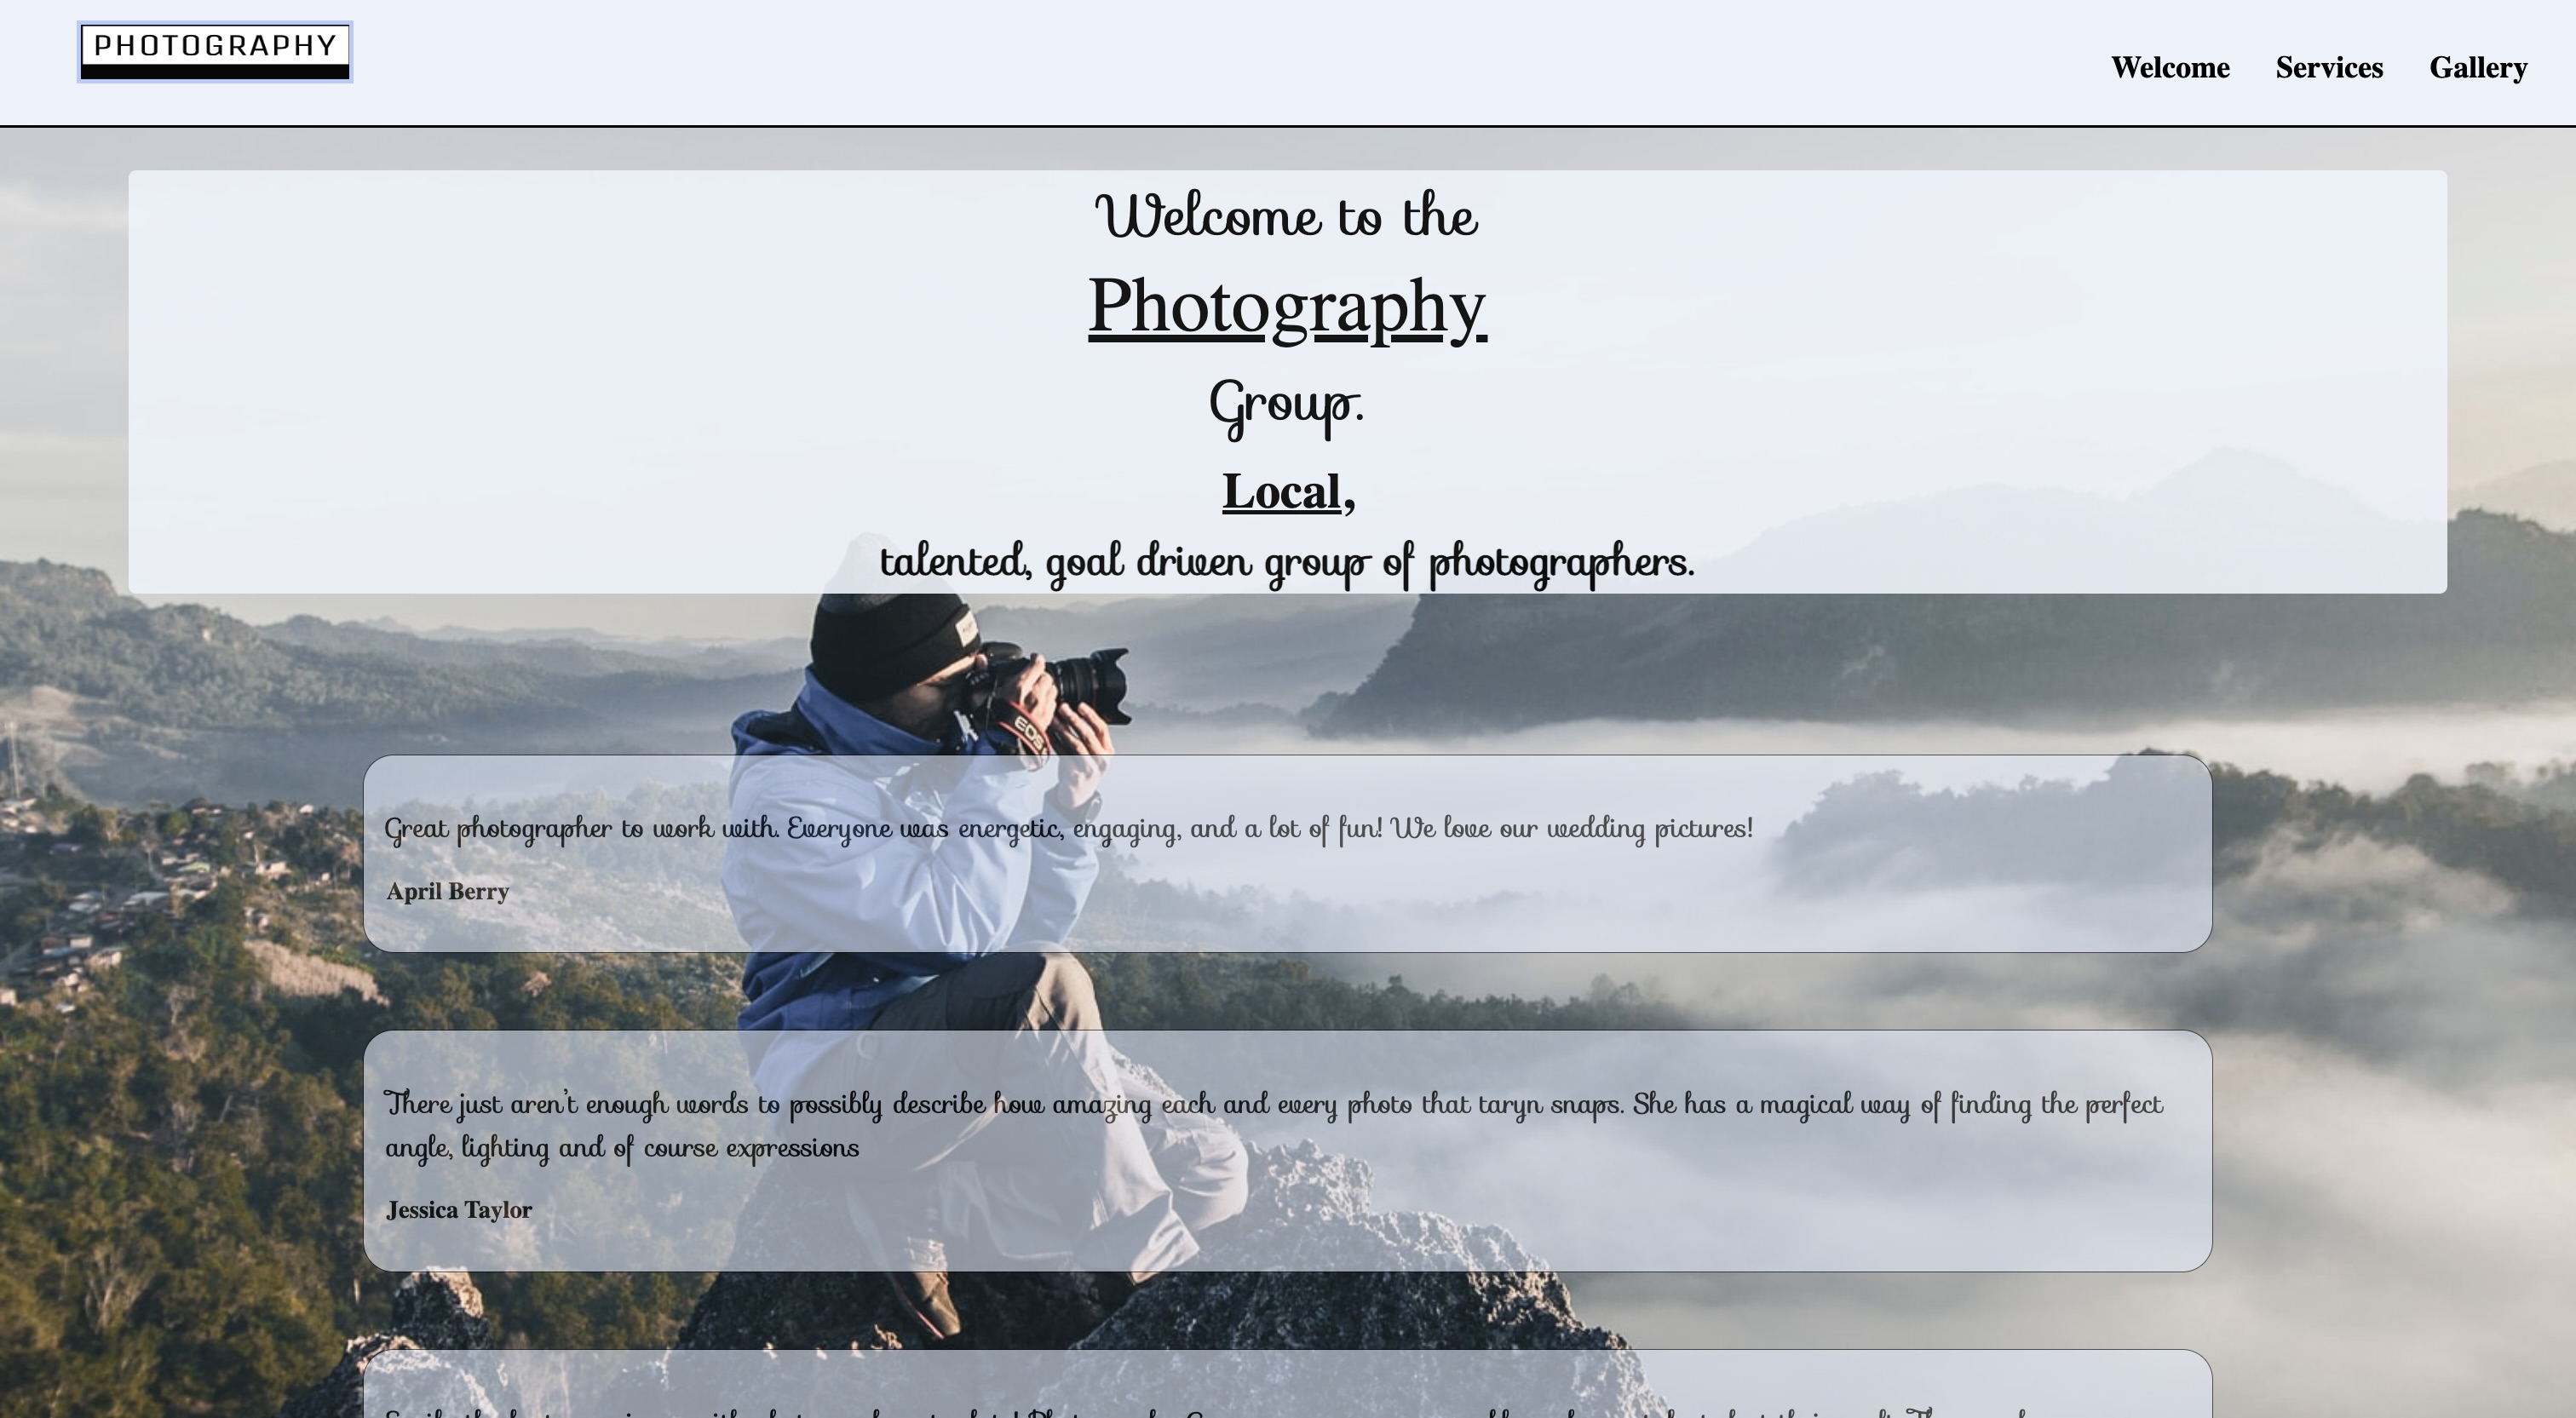 PHOTOGRAPHY
Welcome Services Gallery
Welcome to the
Photography
Group.
Local,
talented, goal driven group of photographers.
EOS
Great photographer to work with. Everyone was energetic, engaging, and a lot of fun! We love our wedding pictures!
April Berry
There just aren't enough words to possibly describe how amazing each and every photo that taryn snaps. She has a magical way of finding the perfect
angle, lighting and of course expressions
Jessica Taylor